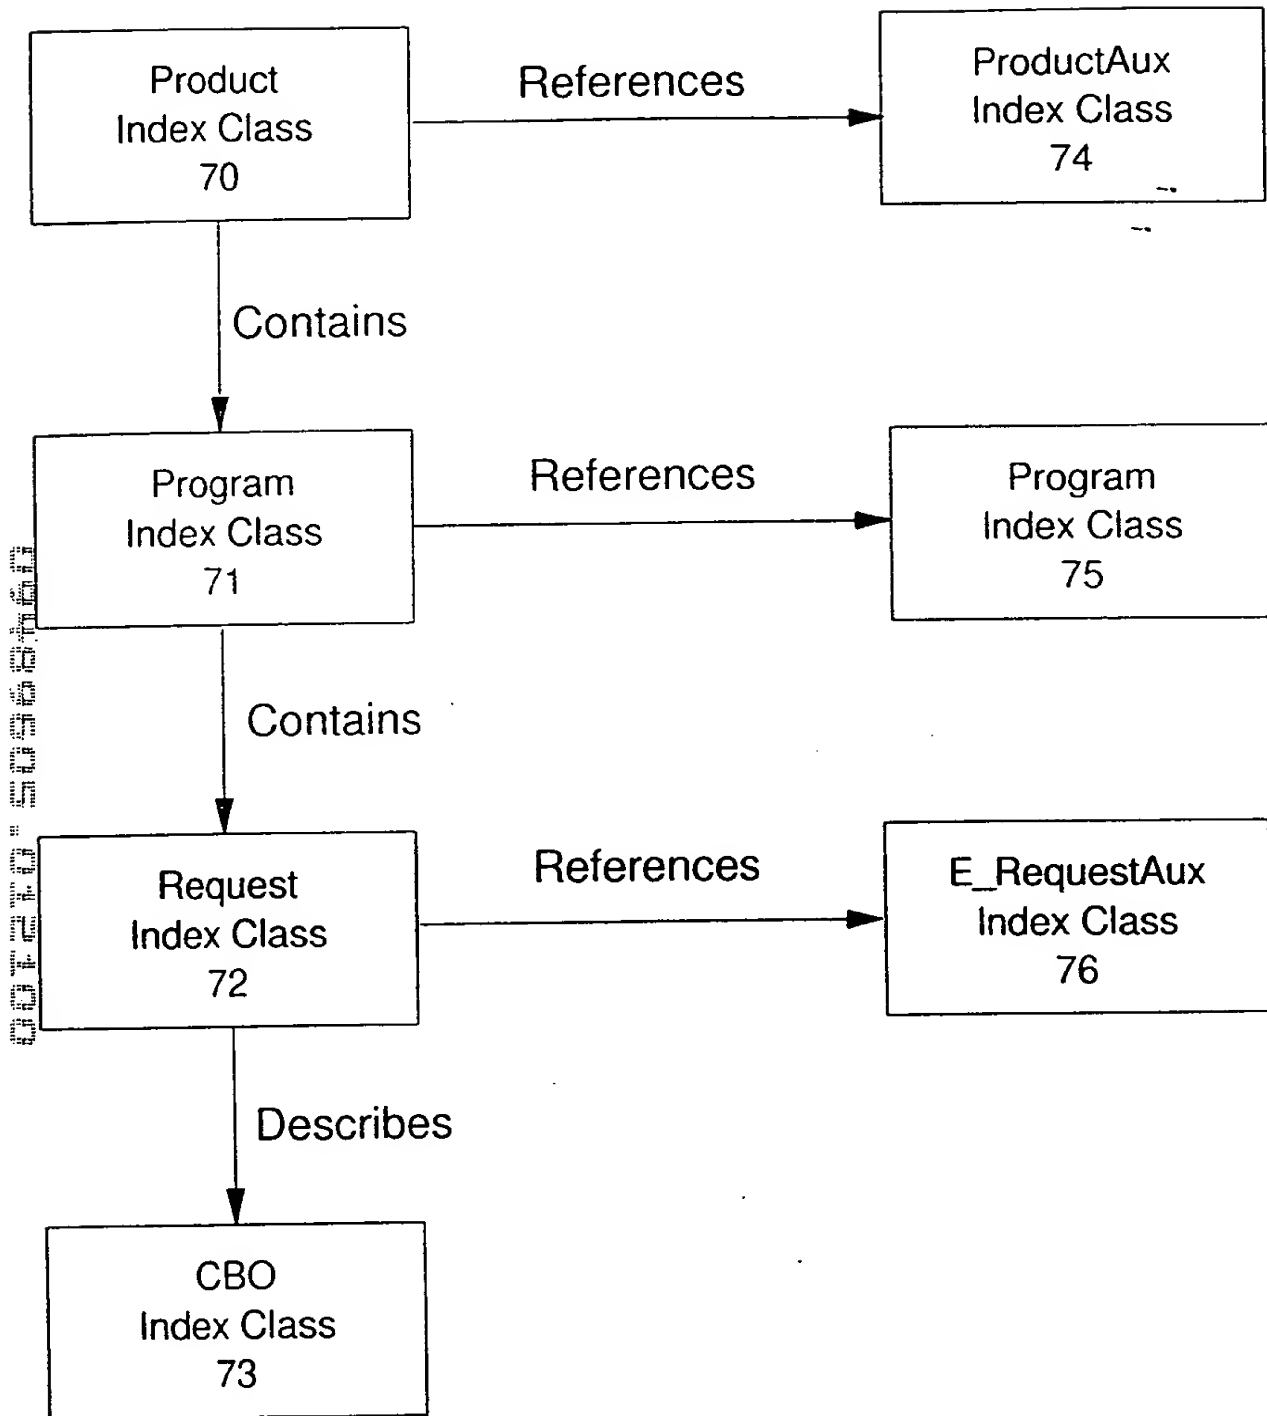 Product
Index Class
70
References
ProductAux
Index Class
74
Contains
Program
Index Class
71
References
Program
Index Class
75
Contains
Request
Index Class
72
References
E_RequestAux
Index Class
76
Describes
CBO
Index Class
73